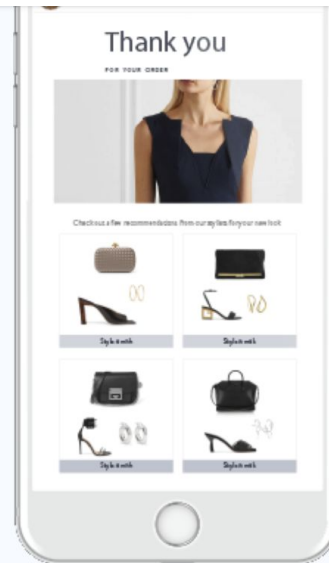 Thank you
FOR YOUR ORDER
Check out a few recommendations from our stylists for your new look
Style it with
Style it with
Style it with
Style it with